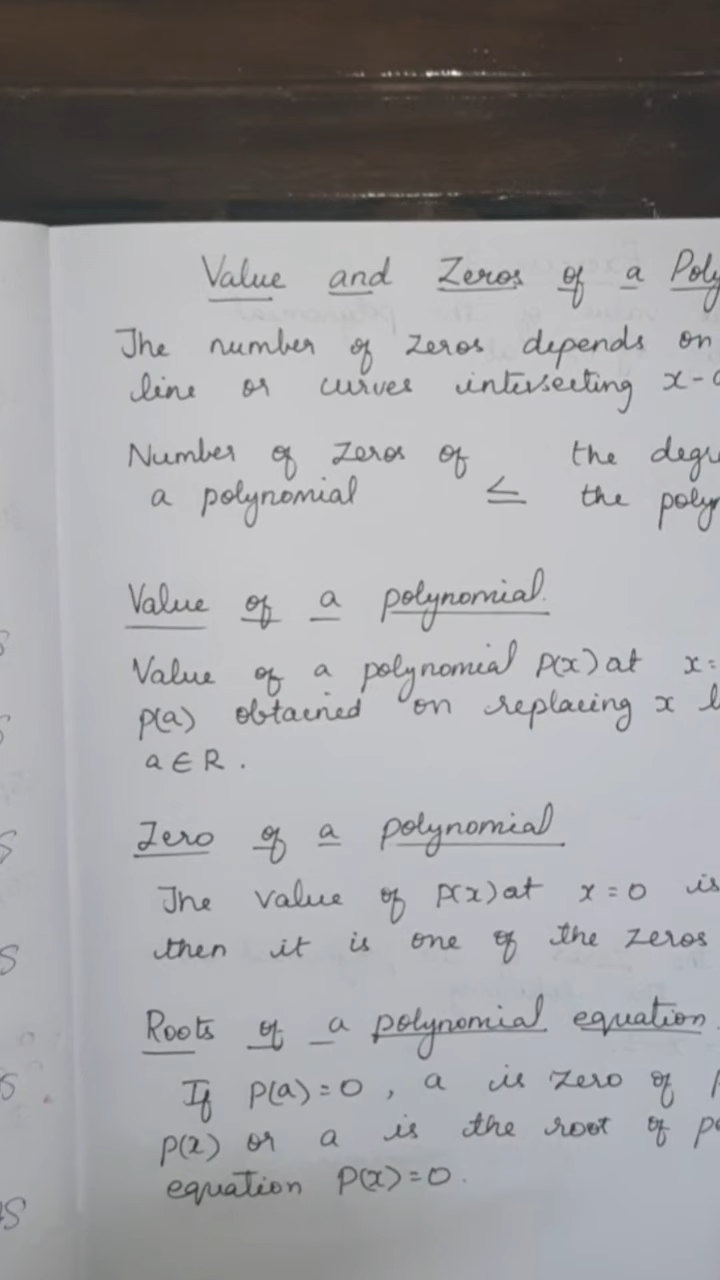 Value and Zeros of a Poly
The number of zeros depends on
line or curves intersecting x-a
Number of zeros of the degre
a polynomial ≤ the polyn
Value of a polynomial.
Value of a polynomial P(x) at x=
p(a) obtained on replacing x b
a ∈ R.
Zero of a polynomial
The value of P(x) at x=0 is
then it is one of the zeros
Roots of a polynomial equation.
If P(a)=0, a is zero of p
p(x) or a is the root of po
equation P(x)=0.